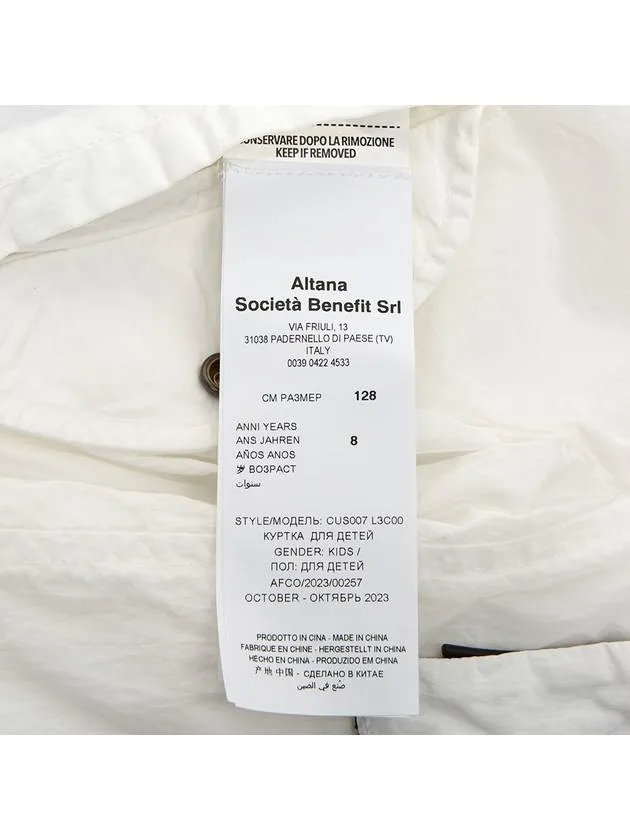 CONSERVARE DOPO LA RIMOZIONE
KEEP IF REMOVED
Altana
Società Benefit Srl
VIA FRIULI, 13
31038 PADERNELLO DI PAESE (TV)
ITALY
0039 0422 4533
СМ РАЗМЕР 128
ANNI YEARS
ANS JAHREN 8
AÑOS ANOS
岁 ВОЗРАСТ
سنوات
STYLE/МОДЕЛЬ: CUS007 L3C00
КУРТКА ДЛЯ ДЕТЕЙ
GENDER: KIDS /
ПОЛ: ДЛЯ ДЕТЕЙ
AFCO/2023/00257
OCTOBER - ОКТЯБРЬ 2023
PRODOTTO IN CINA - MADE IN CHINA
FABRIQUE EN CHINE - HERGESTELLT IN CHINA
HECHO EN CHINA - PRODUZIDO EM CHINA
产地中国 - СДЕЛАНО В КИТАЕ
صُنع في الصين